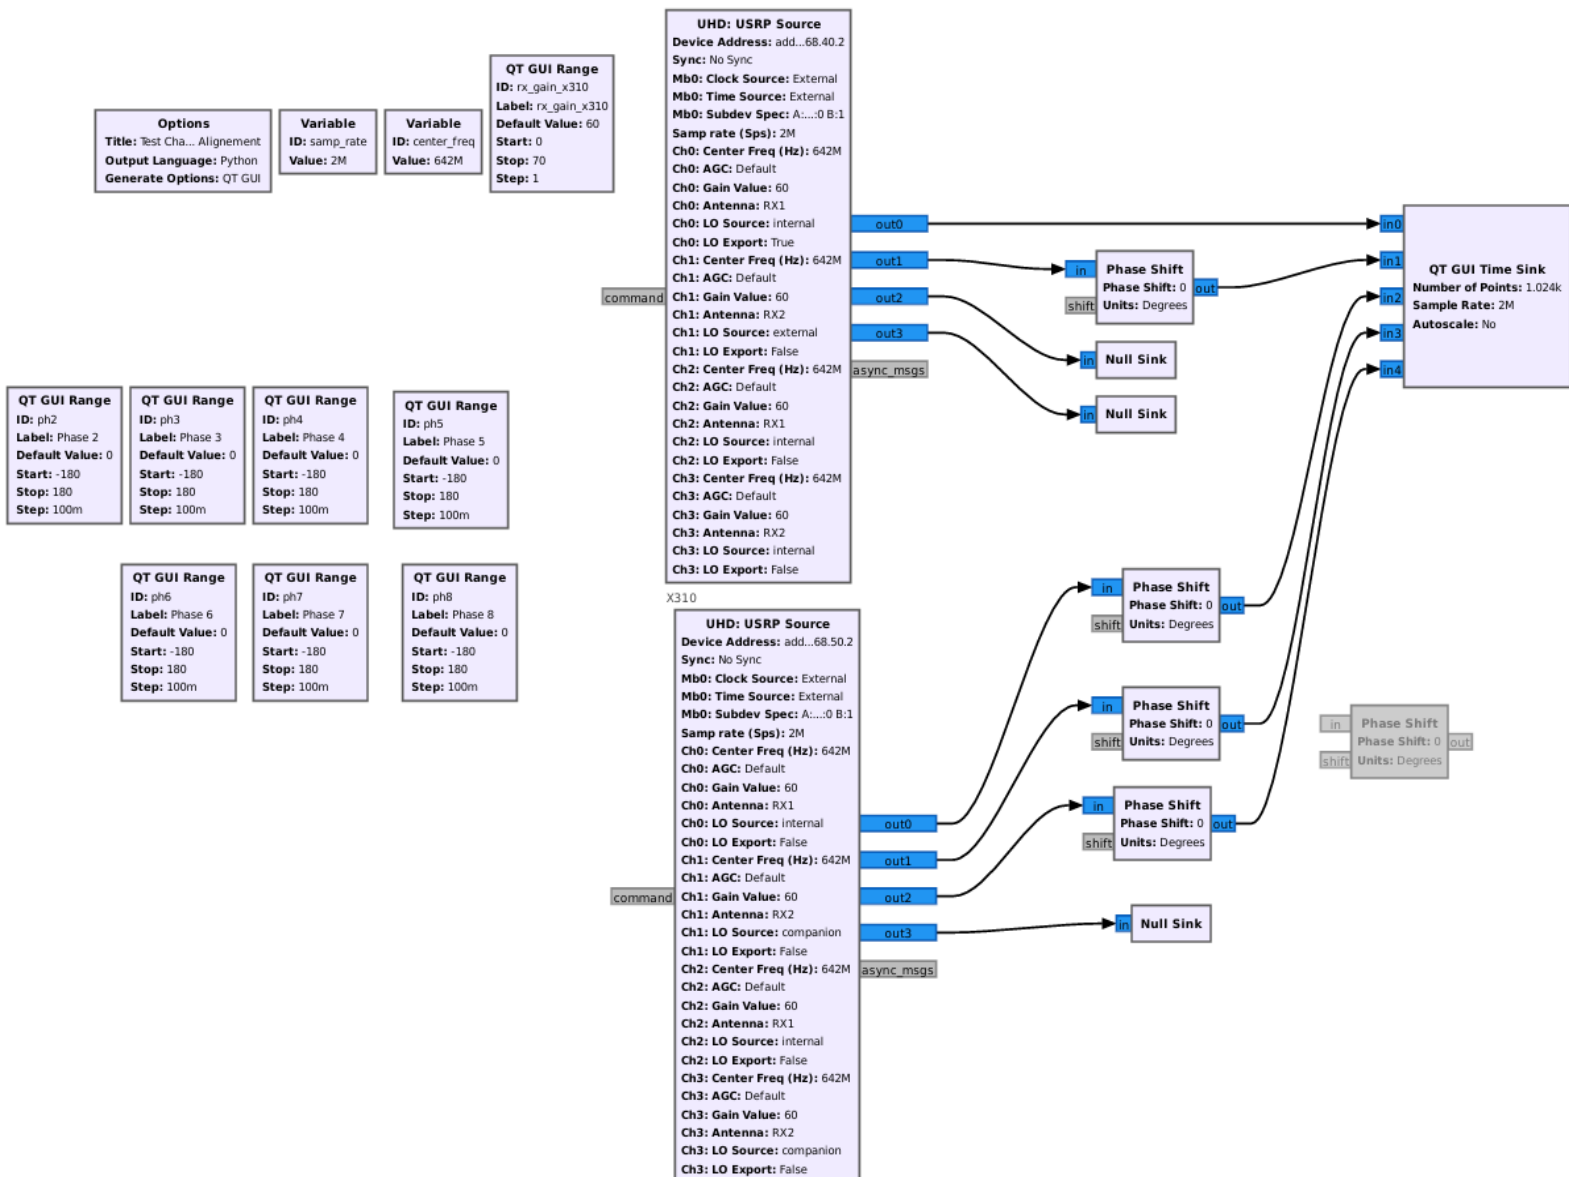 Options
Title: Test Cha... Alignement
Output Language: Python
Generate Options: QT GUI
Variable
ID: samp_rate
Value: 2M
Variable
ID: center_freq
Value: 642M
QT GUI Range
ID: rx_gain_x310
Label: rx_gain_x310
Default Value: 60
Start: 0
Stop: 70
Step: 1
UHD: USRP Source
Device Address: add...68.40.2
Sync: No Sync
Mb0: Clock Source: External
Mb0: Time Source: External
Mb0: Subdev Spec: A:...:0 B:1
Samp rate (Sps): 2M
Ch0: Center Freq (Hz): 642M
Ch0: AGC: Default
Ch0: Gain Value: 60
Ch0: Antenna: RX1
Ch0: LO Source: internal
Ch0: LO Export: True
Ch1: Center Freq (Hz): 642M
Ch1: AGC: Default
Ch1: Gain Value: 60
Ch1: Antenna: RX2
Ch1: LO Source: external
Ch1: LO Export: False
Ch2: Center Freq (Hz): 642M
Ch2: AGC: Default
Ch2: Gain Value: 60
Ch2: Antenna: RX1
Ch2: LO Source: internal
Ch2: LO Export: False
Ch3: Center Freq (Hz): 642M
Ch3: AGC: Default
Ch3: Gain Value: 60
Ch3: Antenna: RX2
Ch3: LO Source: internal
Ch3: LO Export: False
command
out0
out1
out2
out3
async_msgs
X310
in
shift
Phase Shift
Phase Shift: 0
Units: Degrees
out
in
Null Sink
in
Null Sink
in0
in1
in2
in3
in4
QT GUI Time Sink
Number of Points: 1.024k
Sample Rate: 2M
Autoscale: No
QT GUI Range
ID: ph2
Label: Phase 2
Default Value: 0
Start: -180
Stop: 180
Step: 100m
QT GUI Range
ID: ph3
Label: Phase 3
Default Value: 0
Start: -180
Stop: 180
Step: 100m
QT GUI Range
ID: ph4
Label: Phase 4
Default Value: 0
Start: -180
Stop: 180
Step: 100m
QT GUI Range
ID: ph5
Label: Phase 5
Default Value: 0
Start: -180
Stop: 180
Step: 100m
QT GUI Range
ID: ph6
Label: Phase 6
Default Value: 0
Start: -180
Stop: 180
Step: 100m
QT GUI Range
ID: ph7
Label: Phase 7
Default Value: 0
Start: -180
Stop: 180
Step: 100m
QT GUI Range
ID: ph8
Label: Phase 8
Default Value: 0
Start: -180
Stop: 180
Step: 100m
UHD: USRP Source
Device Address: add...68.50.2
Sync: No Sync
Mb0: Clock Source: External
Mb0: Time Source: External
Mb0: Subdev Spec: A:...:0 B:1
Samp rate (Sps): 2M
Ch0: Center Freq (Hz): 642M
Ch0: AGC: Default
Ch0: Gain Value: 60
Ch0: Antenna: RX1
Ch0: LO Source: internal
Ch0: LO Export: False
Ch1: Center Freq (Hz): 642M
Ch1: AGC: Default
Ch1: Gain Value: 60
Ch1: Antenna: RX2
Ch1: LO Source: companion
Ch1: LO Export: False
Ch2: Center Freq (Hz): 642M
Ch2: AGC: Default
Ch2: Gain Value: 60
Ch2: Antenna: RX1
Ch2: LO Source: internal
Ch2: LO Export: False
Ch3: Center Freq (Hz): 642M
Ch3: AGC: Default
Ch3: Gain Value: 60
Ch3: Antenna: RX2
Ch3: LO Source: companion
Ch3: LO Export: False
command
out0
out1
out2
out3
async_msgs
in
shift
Phase Shift
Phase Shift: 0
Units: Degrees
out
in
shift
Phase Shift
Phase Shift: 0
Units: Degrees
out
in
shift
Phase Shift
Phase Shift: 0
Units: Degrees
out
in
Null Sink
in
shift
Phase Shift
Phase Shift: 0
Units: Degrees
out